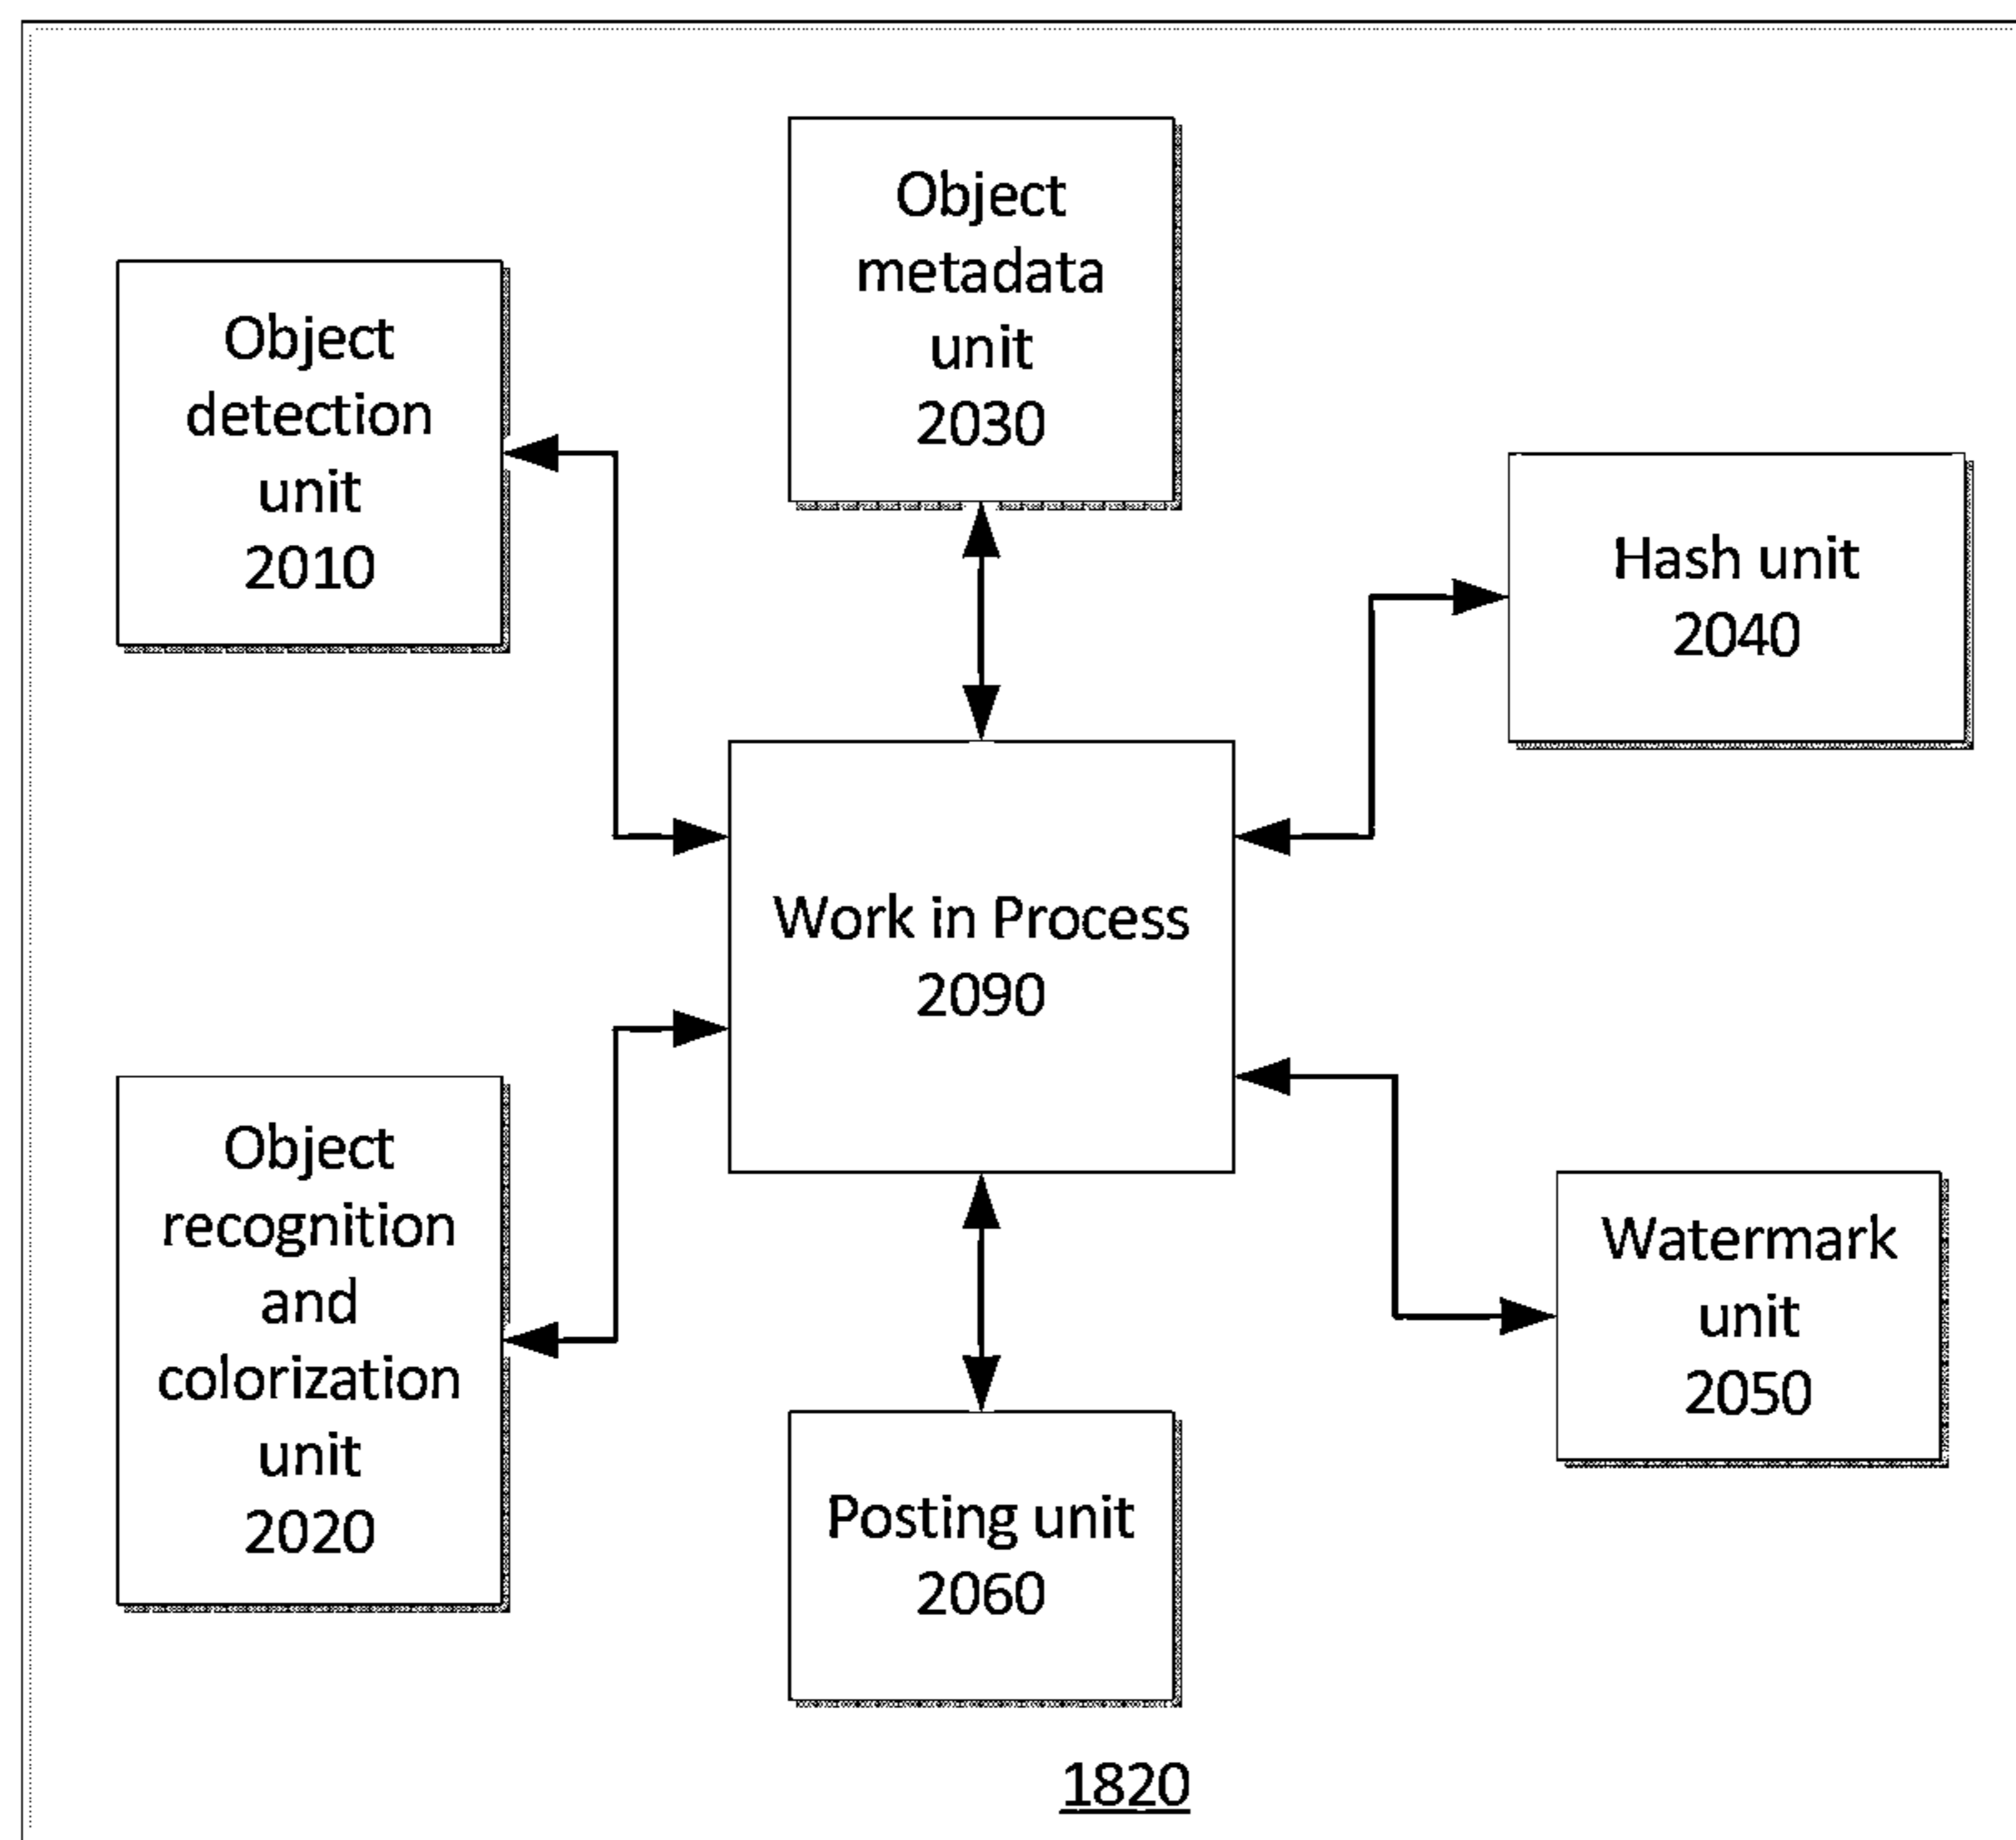 Object
metadata
unit
2030
Object
detection
unit
2010
Hash unit
2040
Work in Process
2090
Object
recognition
and
colorization
unit
2020
Watermark
unit
2050
Posting unit
2060
1820